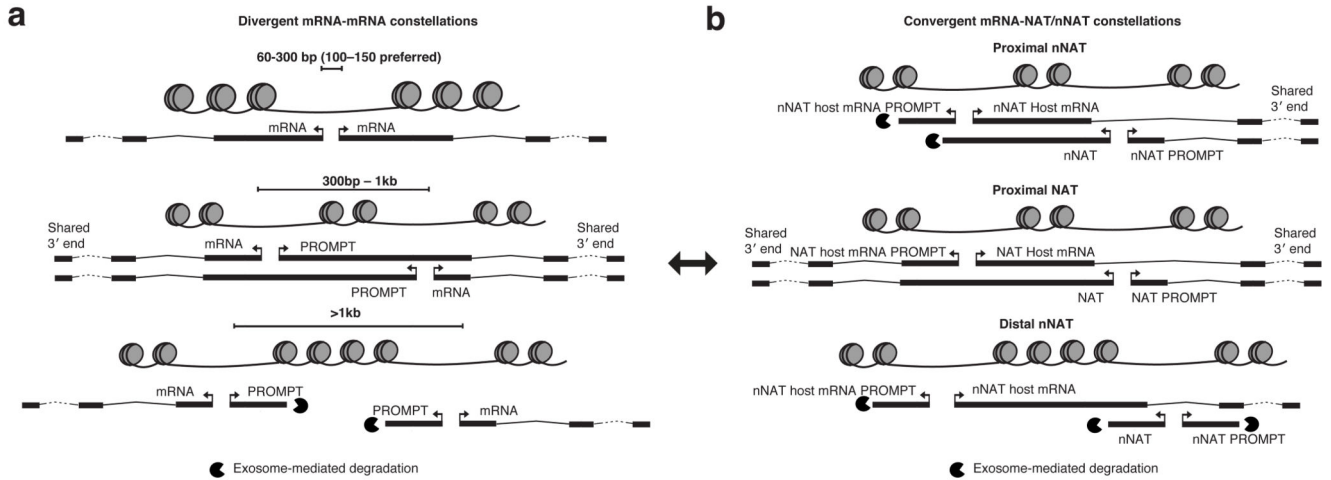 a
Divergent mRNA-mRNA constellations
60-300 bp (100–150 preferred)
mRNA
mRNA
300bp – 1kb
Shared
3′ end
Shared
3′ end
mRNA
PROMPT
PROMPT
mRNA
>1kb
mRNA
PROMPT
PROMPT
mRNA
Exosome-mediated degradation
b
Convergent mRNA-NAT/nNAT constellations
Proximal nNAT
Shared
3′ end
nNAT host mRNA PROMPT
nNAT Host mRNA
nNAT
nNAT PROMPT
Proximal NAT
Shared
3′ end
Shared
3′ end
NAT host mRNA PROMPT
NAT Host mRNA
NAT
NAT PROMPT
Distal nNAT
nNAT host mRNA PROMPT
nNAT host mRNA
nNAT
nNAT PROMPT
Exosome-mediated degradation